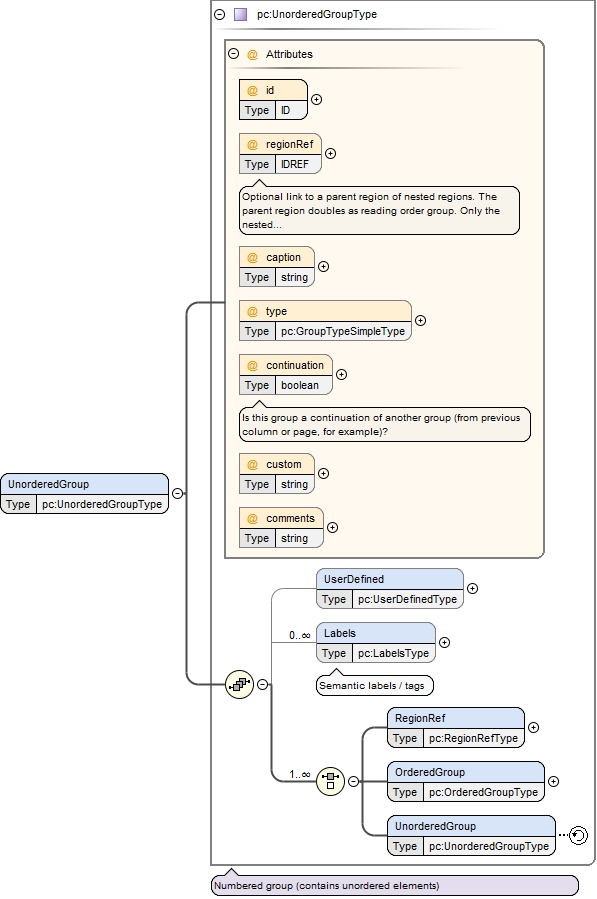 pc:UnorderedGroupType
@ Attributes
@ id
Type ID
@ regionRef
Type IDREF
Optional link to a parent region of nested regions. The
parent region doubles as reading order group. Only the
nested...
@ caption
Type string
@ type
Type pc:GroupTypeSimpleType
@ continuation
Type boolean
Is this group a continuation of another group (from previous
column or page, for example)?
@ custom
Type string
@ comments
Type string
UnorderedGroup
Type pc:UnorderedGroupType
UserDefined
Type pc:UserDefinedType
0..∞
Labels
Type pc:LabelsType
Semantic labels / tags
1..∞
RegionRef
Type pc:RegionRefType
OrderedGroup
Type pc:OrderedGroupType
UnorderedGroup
Type pc:UnorderedGroupType
Numbered group (contains unordered elements)